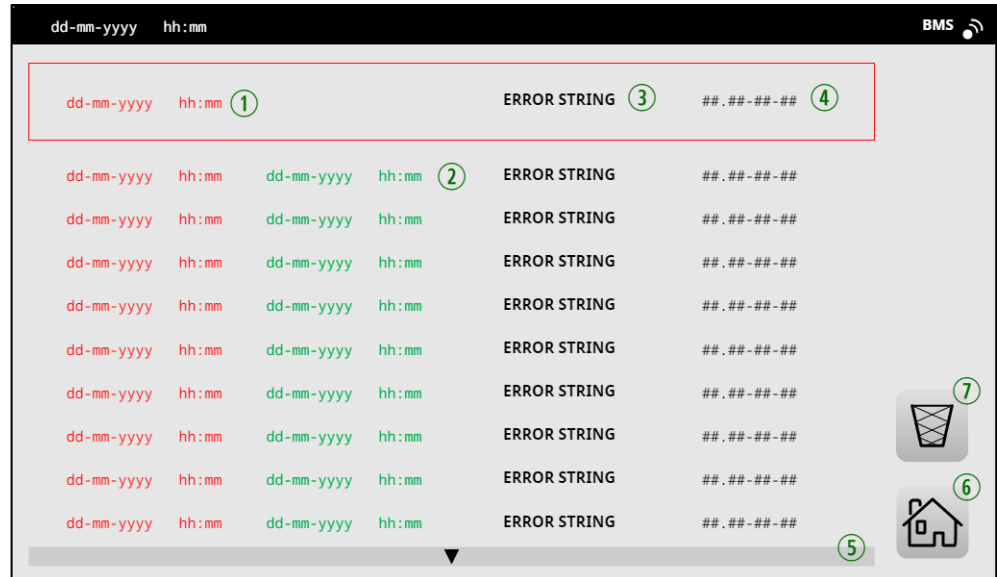 dd-mm-yyyy hh:mm BMS
dd-mm-yyyy hh:mm 1 ERROR STRING 3 ##.##-##-## 4
dd-mm-yyyy hh:mm dd-mm-yyyy hh:mm 2 ERROR STRING ##.##-##-##
dd-mm-yyyy hh:mm dd-mm-yyyy hh:mm ERROR STRING ##.##-##-##
dd-mm-yyyy hh:mm dd-mm-yyyy hh:mm ERROR STRING ##.##-##-##
dd-mm-yyyy hh:mm dd-mm-yyyy hh:mm ERROR STRING ##.##-##-##
dd-mm-yyyy hh:mm dd-mm-yyyy hh:mm ERROR STRING ##.##-##-##
dd-mm-yyyy hh:mm dd-mm-yyyy hh:mm ERROR STRING ##.##-##-##
7
dd-mm-yyyy hh:mm dd-mm-yyyy hh:mm ERROR STRING ##.##-##-##
dd-mm-yyyy hh:mm dd-mm-yyyy hh:mm ERROR STRING ##.##-##-##
6
dd-mm-yyyy hh:mm dd-mm-yyyy hh:mm ERROR STRING ##.##-##-##
5